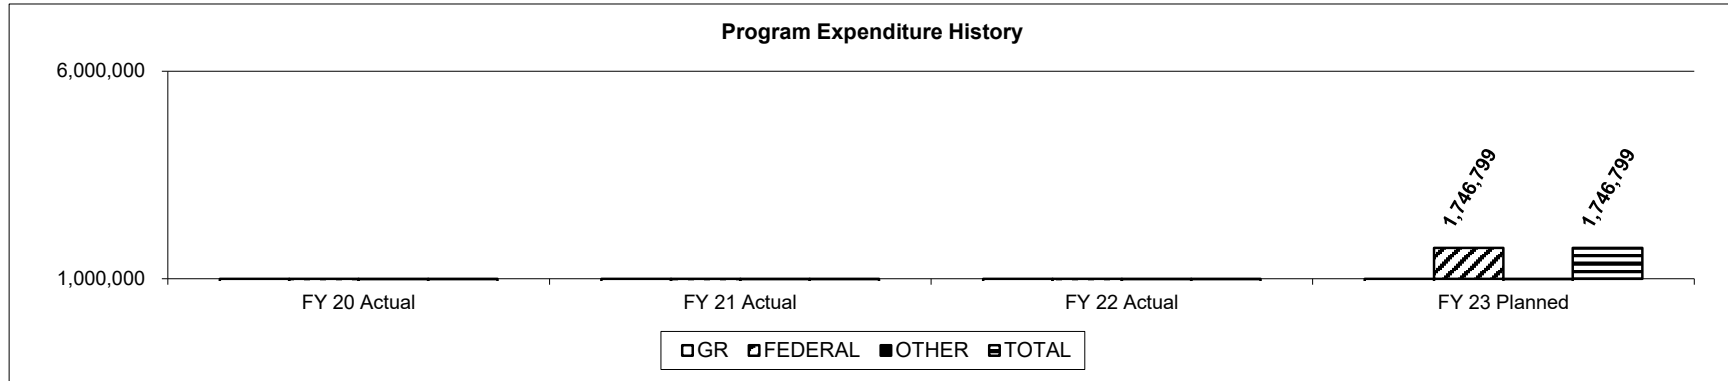 Program Expenditure History
6,000,000
1,746,799 1,746,799
1,000,000
FY 20 Actual FY 21 Actual FY 22 Actual FY 23 Planned
GR FEDERAL OTHER TOTAL